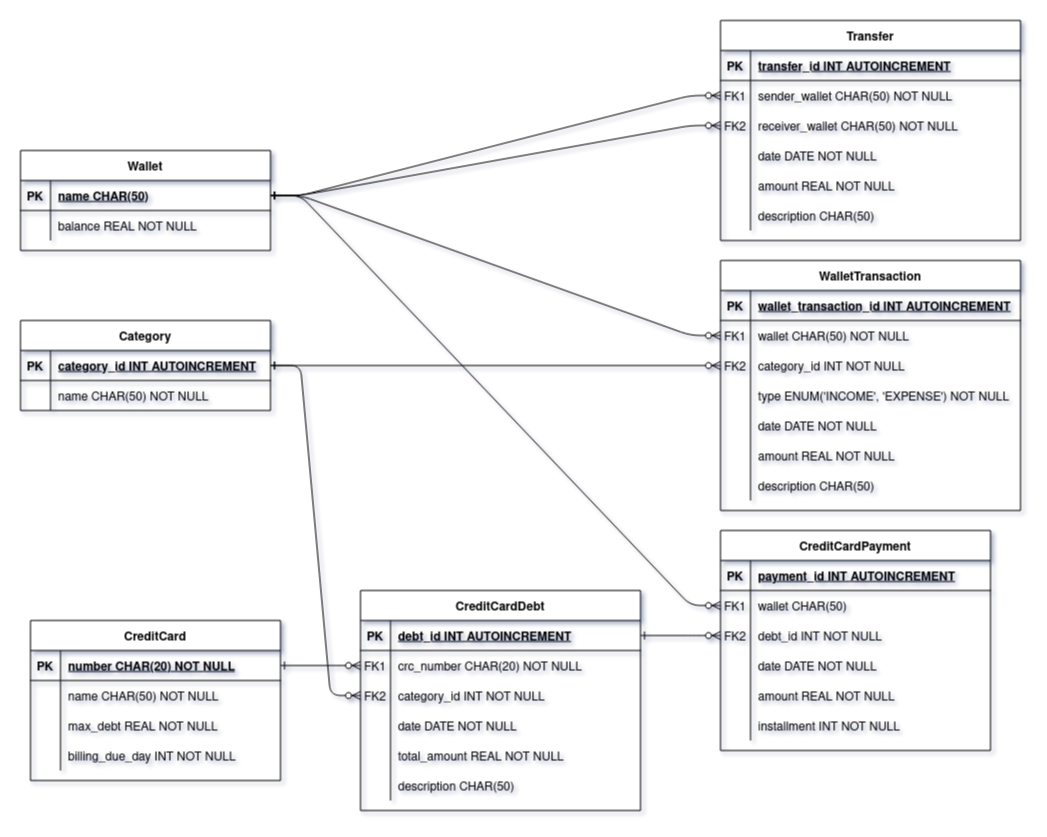 Transfer
PK transfer_id INT AUTOINCREMENT
FK1 sender_wallet CHAR(50) NOT NULL
FK2 receiver_wallet CHAR(50) NOT NULL
date DATE NOT NULL
amount REAL NOT NULL
description CHAR(50)
Wallet
PK name CHAR(50)
balance REAL NOT NULL
WalletTransaction
PK wallet_transaction_id INT AUTOINCREMENT
FK1 wallet CHAR(50) NOT NULL
FK2 category_id INT NOT NULL
type ENUM('INCOME', 'EXPENSE') NOT NULL
date DATE NOT NULL
amount REAL NOT NULL
description CHAR(50)
Category
PK category_id INT AUTOINCREMENT
name CHAR(50) NOT NULL
CreditCardPayment
PK payment_id INT AUTOINCREMENT
FK1 wallet CHAR(50)
FK2 debt_id INT NOT NULL
date DATE NOT NULL
amount REAL NOT NULL
installment INT NOT NULL
CreditCardDebt
PK debt_id INT AUTOINCREMENT
FK1 crc_number CHAR(20) NOT NULL
FK2 category_id INT NOT NULL
date DATE NOT NULL
total_amount REAL NOT NULL
description CHAR(50)
CreditCard
PK number CHAR(20) NOT NULL
name CHAR(50) NOT NULL
max_debt REAL NOT NULL
billing_due_day INT NOT NULL